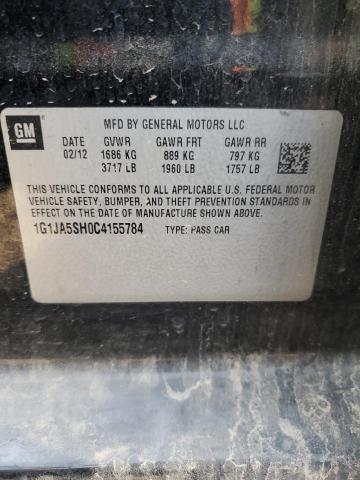 GM
MFD BY GENERAL MOTORS LLC
DATE GVWR GAWR FRT GAWR RR
02/12 1686 KG 889 KG 797 KG
3717 LB 1960 LB 1757 LB
THIS VEHICLE CONFORMS TO ALL APPLICABLE U.S. FEDERAL MOTOR
VEHICLE SAFETY, BUMPER, AND THEFT PREVENTION STANDARDS
IN EFFECT ON THE DATE OF MANUFACTURE SHOWN ABOVE.
1G1JA5SH0C4155784 TYPE: PASS CAR